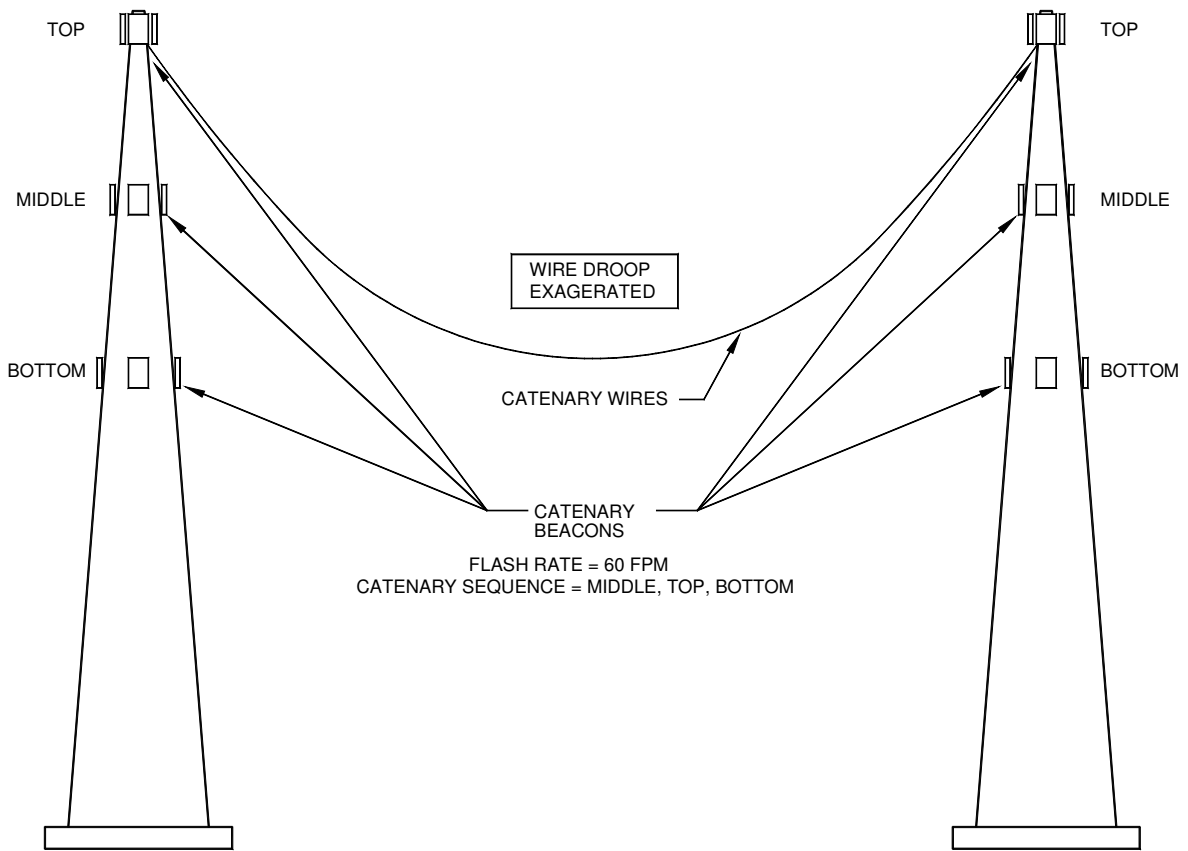 TOP
TOP
MIDDLE
MIDDLE
WIRE DROOP
EXAGERATED
BOTTOM
BOTTOM
CATENARY WIRES
CATENARY
BEACONS
FLASH RATE = 60 FPM
CATENARY SEQUENCE = MIDDLE, TOP, BOTTOM